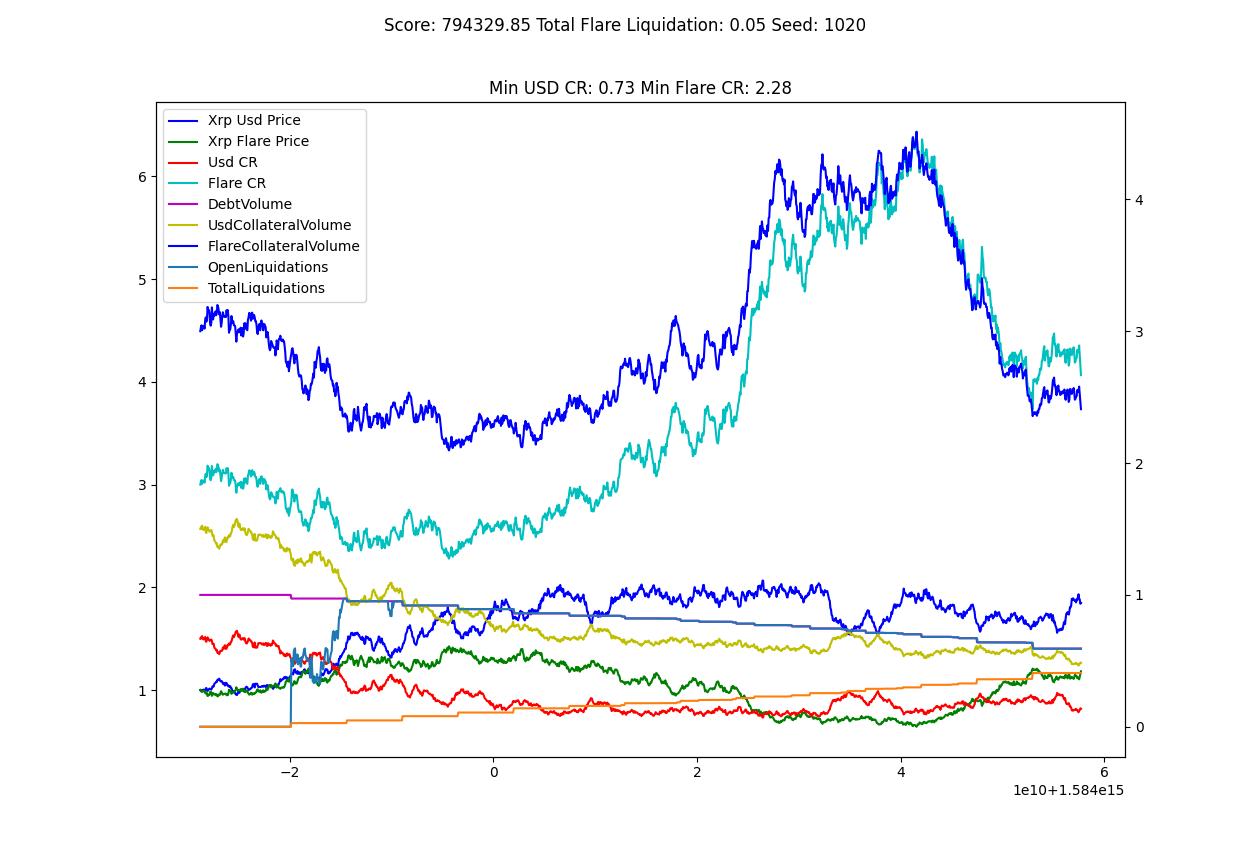 Score: 794329.85 Total Flare Liquidation: 0.05 Seed: 1020
Min USD CR: 0.73 Min Flare CR: 2.28
Xrp Usd Price
Xrp Flare Price
Usd CR
Flare CR
DebtVolume
UsdCollateralVolume
FlareCollateralVolume
OpenLiquidations
TotalLiquidations
6
5
4
3
2
1
4
3
2
1
0
−2
0
2
4
6
1e10+1.584e15